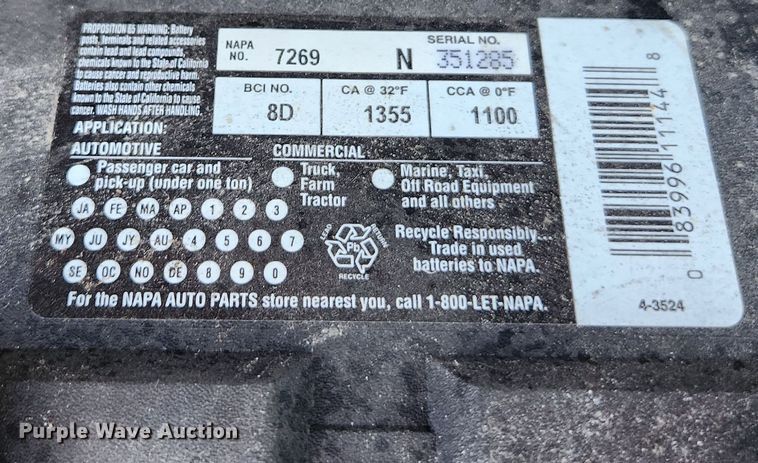 PROPOSITION 65 WARNING: Battery
posts, terminals and related accessories
contain lead and lead compounds,
chemicals known to the State of California
to cause cancer and reproductive harm.
Batteries also contain other chemicals
known to the State of California to cause
cancer. WASH HANDS AFTER HANDLING.
NAPA NO. 7269 N SERIAL NO. 351285
BCI NO. CA @ 32°F CCA @ 0°F
8D 1355 1100
APPLICATION:
AUTOMOTIVE COMMERCIAL
Passenger car and
pick-up (under one ton)
Truck,
Farm
Tractor
Marine, Taxi,
Off Road Equipment
and all others
JA FE MA AP 1 2 3
MY JU JY AU 4 5 6 7
SE OC NO DE 8 9 0
Pb
RETURN
RECYCLE
Recycle Responsibly...
Trade in used
batteries to NAPA.
For the NAPA AUTO PARTS store nearest you, call 1-800-LET-NAPA.
0 83996 11144 8
4-3524
Purple Wave Auction